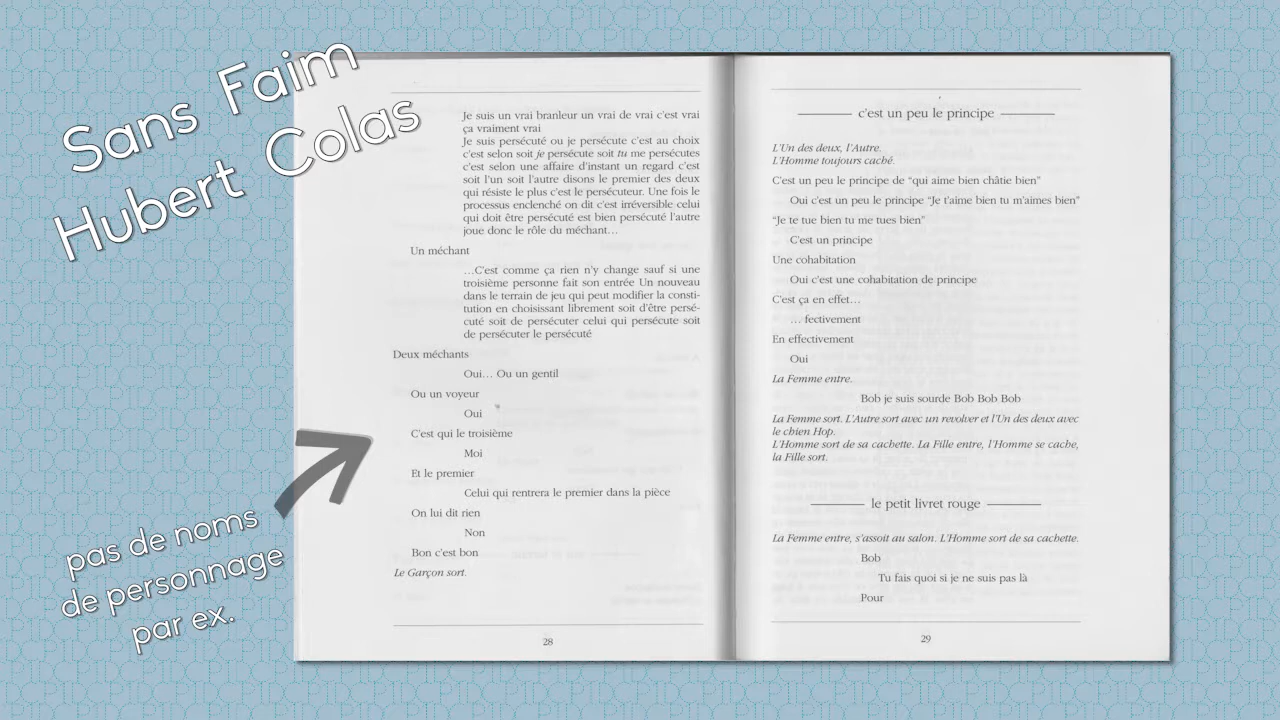 Sans Faim
Hubert Colas
pas de noms
de personnage
par ex.
Je suis un vrai branleur un vrai de vrai c'est vrai
ça vraiment vrai
Je suis persécuté ou je persécute c'est au choix
c'est selon soit je persécute soit tu me persécutes
c'est selon une affaire d'instant un regard c'est
soit l'un soit l'autre disons le premier des deux
qui résiste le plus c'est le persécuteur. Une fois le
processus enclenché on dit c'est irréversible celui
qui doit être persécuté est bien persécuté l'autre
joue donc le rôle du méchant…
Un méchant
…C'est comme ça rien n'y change sauf si une
troisième personne fait son entrée Un nouveau
dans le terrain de jeu qui peut modifier la consti-
tution en choisissant librement soit d'être persé-
cuté soit de persécuter celui qui persécute soit
de persécuter le persécuté
Deux méchants
Oui… Ou un gentil
Ou un voyeur
Oui
C'est qui le troisième
Moi
Et le premier
Celui qui rentrera le premier dans la pièce
On lui dit rien
Non
Bon c'est bon
Le Garçon sort.
28
c'est un peu le principe
L'Un des deux, l'Autre.
L'Homme toujours caché.
C'est un peu le principe de “qui aime bien châtie bien”
Oui c'est un peu le principe “Je t'aime bien tu m'aimes bien”
“Je te tue bien tu me tues bien”
C'est un principe
Une cohabitation
Oui c'est une cohabitation de principe
C'est ça en effet…
… fectivement
En effectivement
Oui
La Femme entre.
Bob je suis sourde Bob Bob Bob
La Femme sort. L'Autre sort avec un revolver et l'Un des deux avec
le chien Hop.
L'Homme sort de sa cachette. La Fille entre, l'Homme se cache,
la Fille sort.
le petit livret rouge
La Femme entre, s'assoit au salon. L'Homme sort de sa cachette.
Bob
Tu fais quoi si je ne suis pas là
Pour
29